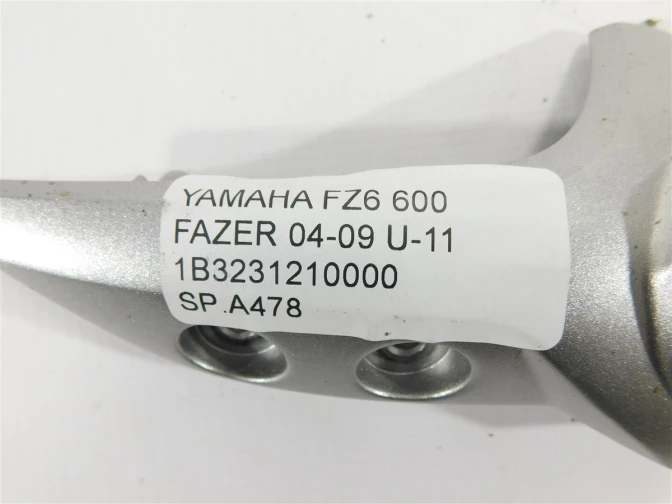 YAMAHA FZ6 600
FAZER 04-09 U-11
1B3231210000
SP.A478